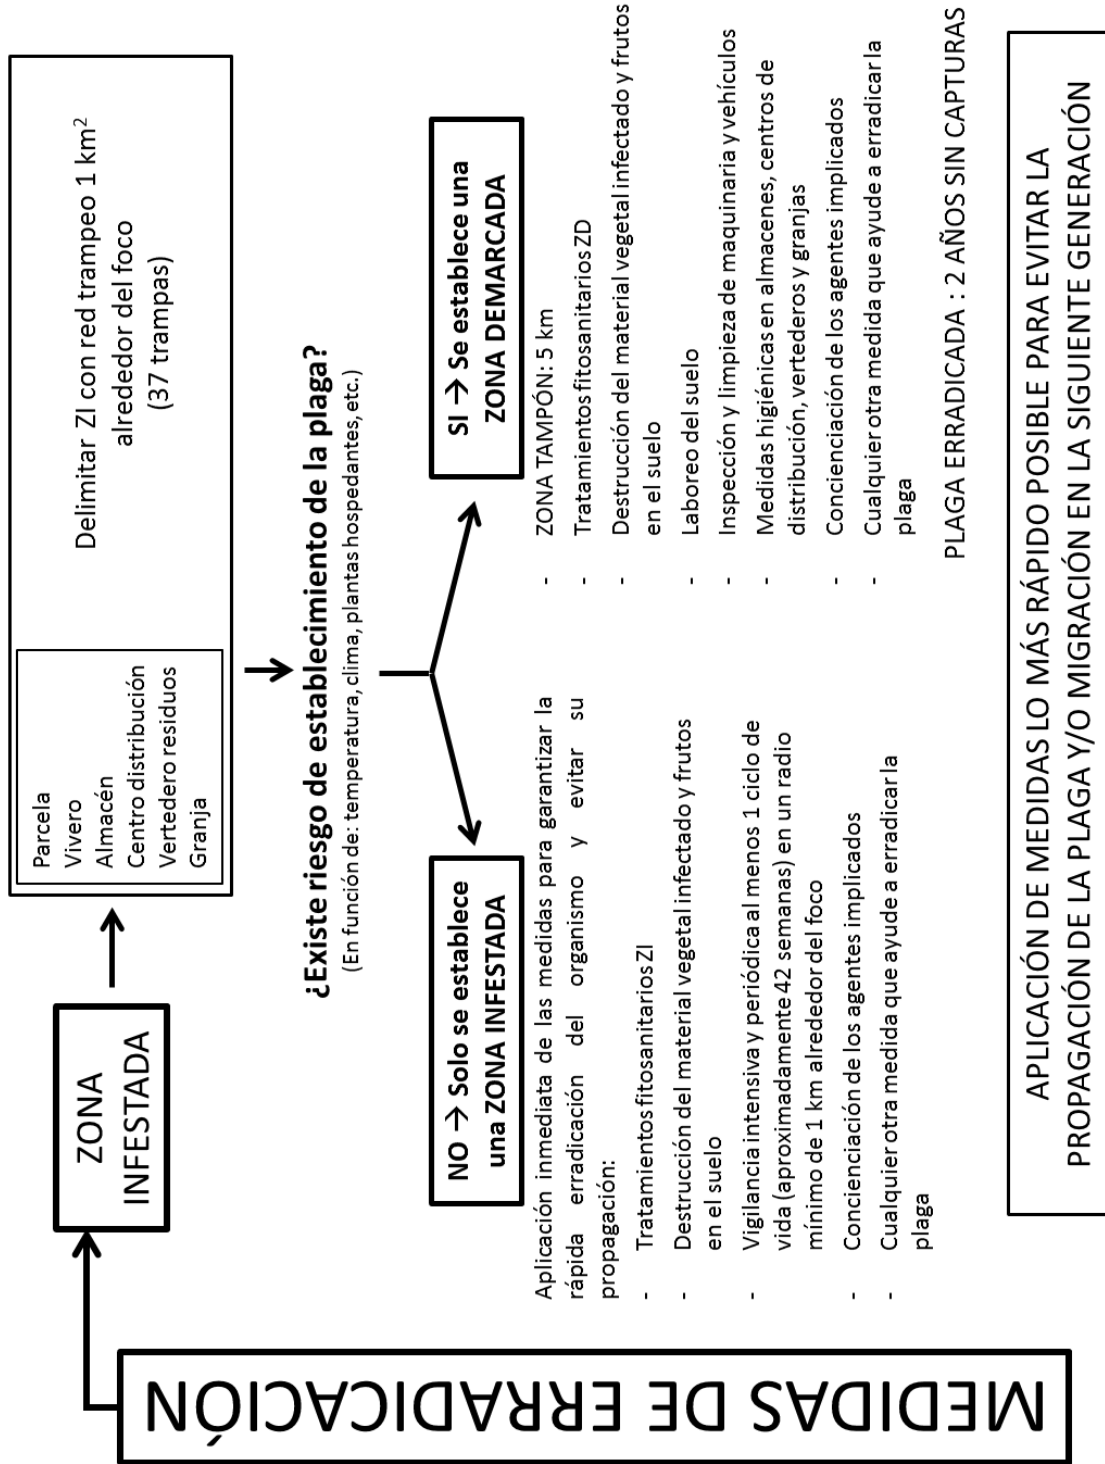 MEDIDAS DE ERRADICACIÓN
ZONA
INFESTADA
Parcela
Vivero
Almacén
Centro distribución
Vertedero residuos
Granja
Delimitar ZI con red trampeo 1 km²
alrededor del foco
(37 trampas)
¿Existe riesgo de establecimiento de la plaga?
(En función de: temperatura, clima, plantas hospedantes, etc.)
NO → Solo se establece
una ZONA INFESTADA
Aplicación inmediata de las medidas para garantizar la
rápida erradicación del organismo y evitar su
propagación:
- Tratamientos fitosanitarios ZI
- Destrucción del material vegetal infectado y frutos
en el suelo
- Vigilancia intensiva y periódica al menos 1 ciclo de
vida (aproximadamente 42 semanas) en un radio
mínimo de 1 km alrededor del foco
- Concienciación de los agentes implicados
- Cualquier otra medida que ayude a erradicar la
plaga
SI → Se establece una
ZONA DEMARCADA
- ZONA TAMPÓN: 5 km
- Tratamientos fitosanitarios ZD
- Destrucción del material vegetal infectado y frutos
en el suelo
- Laboreo del suelo
- Inspección y limpieza de maquinaria y vehículos
- Medidas higiénicas en almacenes, centros de
distribución, vertederos y granjas
- Concienciación de los agentes implicados
- Cualquier otra medida que ayude a erradicar la
plaga
PLAGA ERRADICADA : 2 AÑOS SIN CAPTURAS
APLICACIÓN DE MEDIDAS LO MÁS RÁPIDO POSIBLE PARA EVITAR LA
PROPAGACIÓN DE LA PLAGA Y/O MIGRACIÓN EN LA SIGUIENTE GENERACIÓN